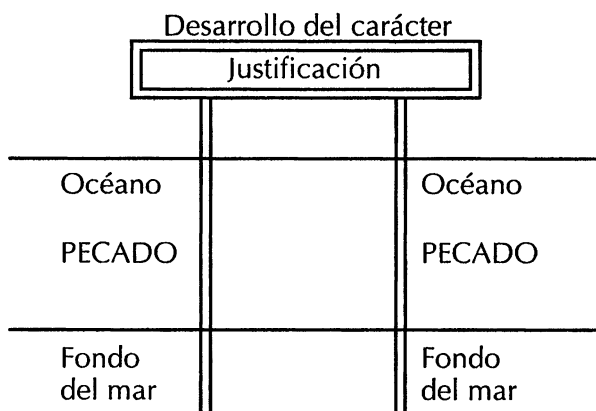 Desarrollo del carácter
Justificación
Océano
Océano
PECADO
PECADO
Fondo
del mar
Fondo
del mar